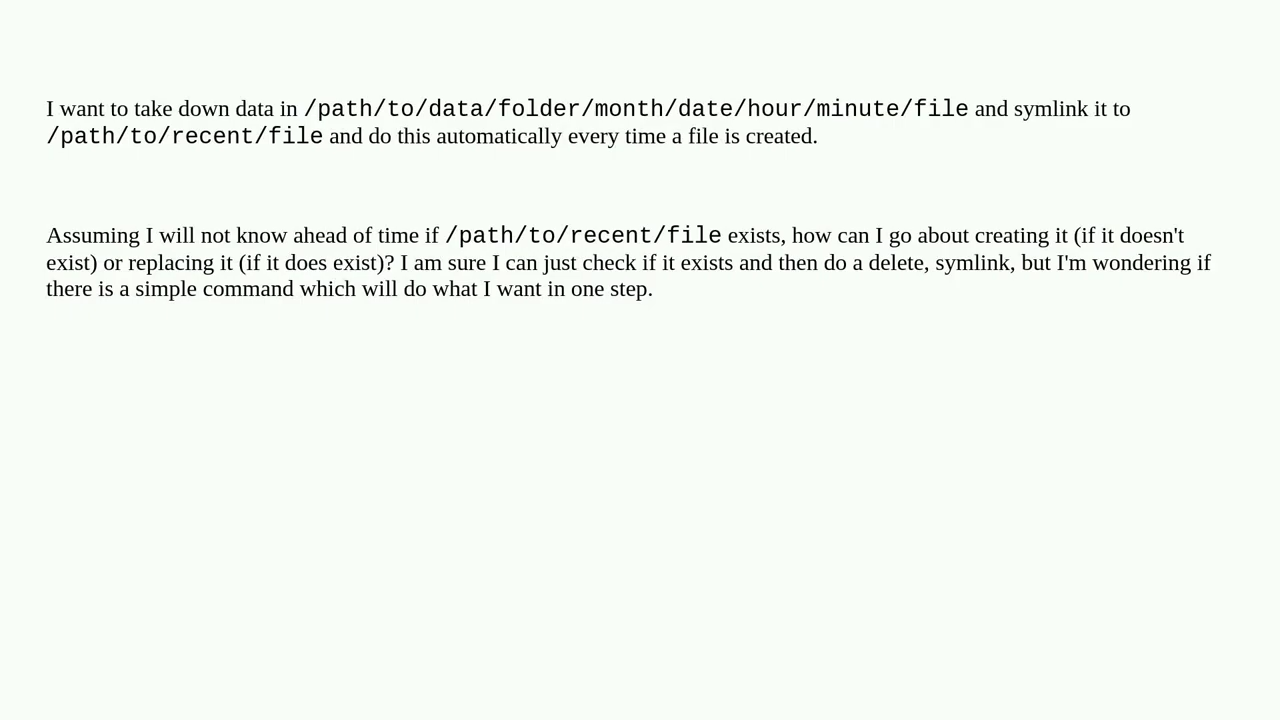 I want to take down data in /path/to/data/folder/month/date/hour/minute/file and symlink it to
/path/to/recent/file and do this automatically every time a file is created.
Assuming I will not know ahead of time if /path/to/recent/file exists, how can I go about creating it (if it doesn't
exist) or replacing it (if it does exist)? I am sure I can just check if it exists and then do a delete, symlink, but I'm wondering if
there is a simple command which will do what I want in one step.